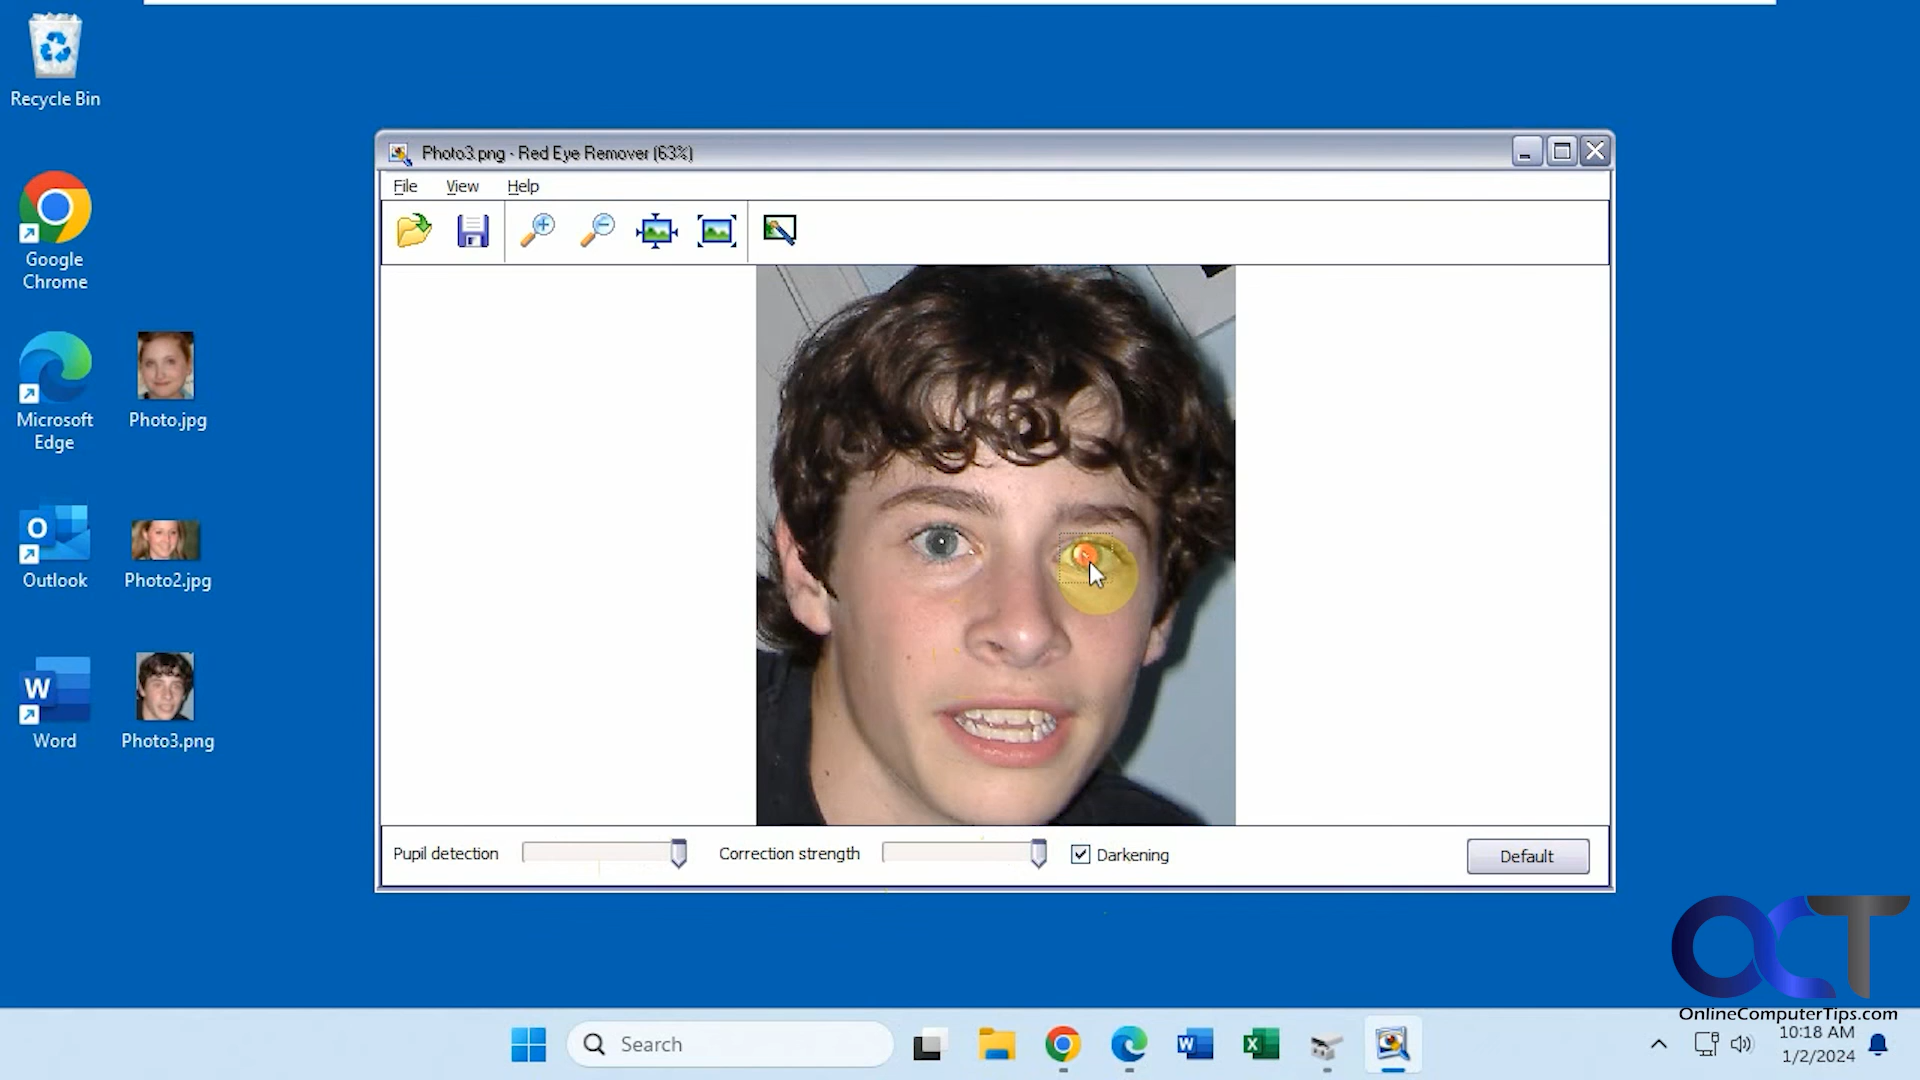 Recycle Bin
Google
Chrome
Microsoft
Edge
Photo.jpg
Outlook
Photo2.jpg
Word
Photo3.png
Photo3.png - Red Eye Remover (63%)
File View Help
Pupil detection Correction strength Darkening Default
OCT
OnlineComputerTips.com
Search
10:18 AM
1/2/2024